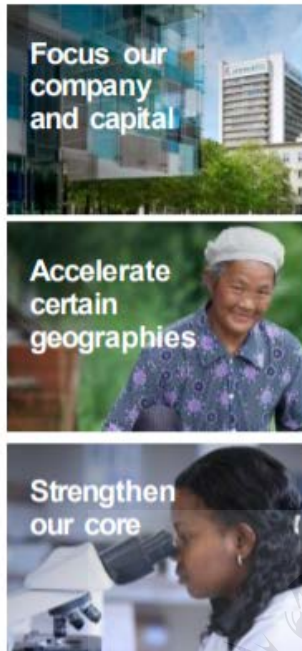 Focus our
company
and capital
Accelerate
certain
geographies
Strengthen
our core